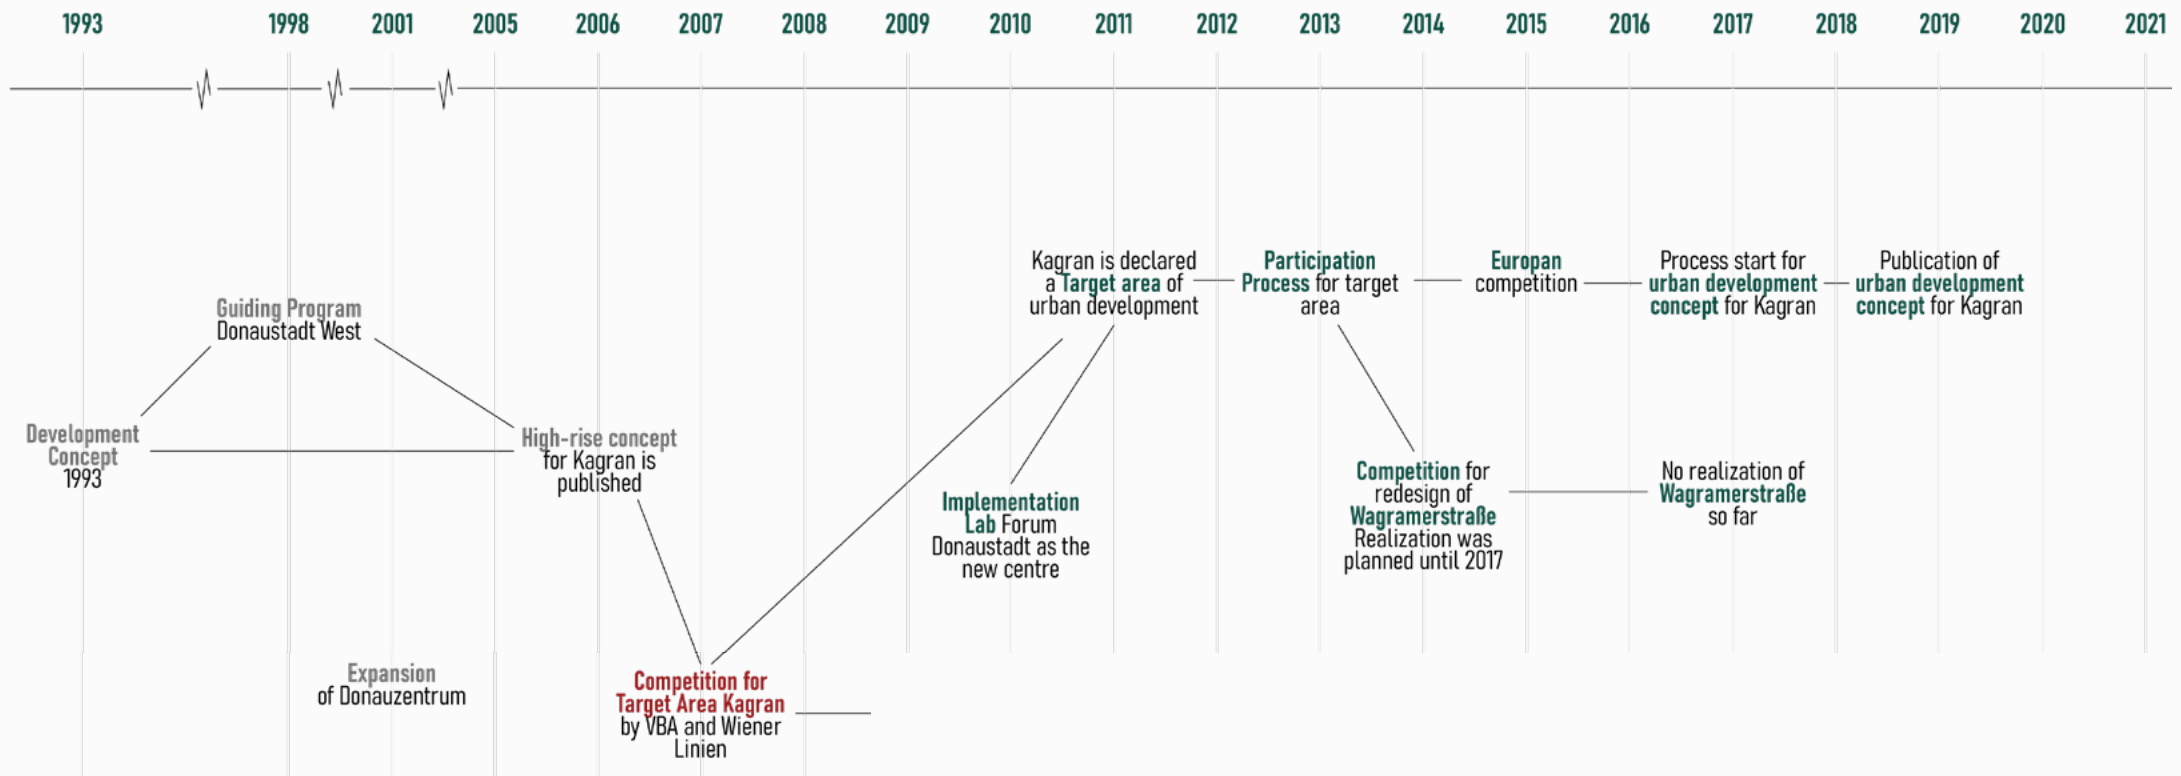 1993 1998 2001 2005 2006 2007 2008 2009 2010 2011 2012 2013 2014 2015 2016 2017 2018 2019 2020 2021
Kagran is declared
a Target area of
urban development
Participation
Process for target
area
Europan
competition
Process start for
urban development
concept for Kagran
Publication of
urban development
concept for Kagran
Guiding Program
Donaustadt West
Development
Concept
1993
High-rise concept
for Kagran is
published
Implementation
Lab Forum
Donaustadt as the
new centre
Competition for
redesign of
Wagramerstraße
Realization was
planned until 2017
No realization of
Wagramerstraße
so far
Expansion
of Donauzentrum
Competition for
Target Area Kagran
by VBA and Wiener
Linien